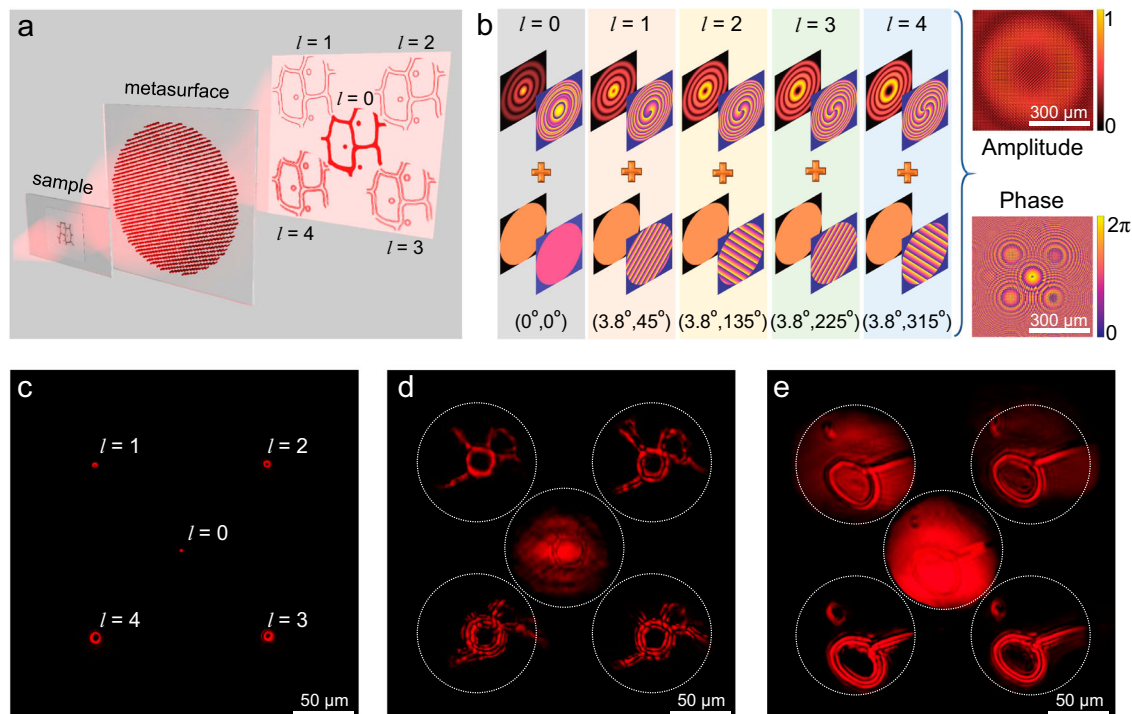 a
l = 1
l = 2
metasurface
l = 0
sample
l = 4
l = 3
b
l = 0
l = 1
l = 2
l = 3
l = 4
(0°,0°)
(3.8°,45°)
(3.8°,135°)
(3.8°,225°)
(3.8°,315°)
1
300 µm
0
Amplitude
Phase
2π
300 µm
0
c
l = 1
l = 2
l = 0
l = 4
l = 3
50 µm
d
50 µm
e
50 µm